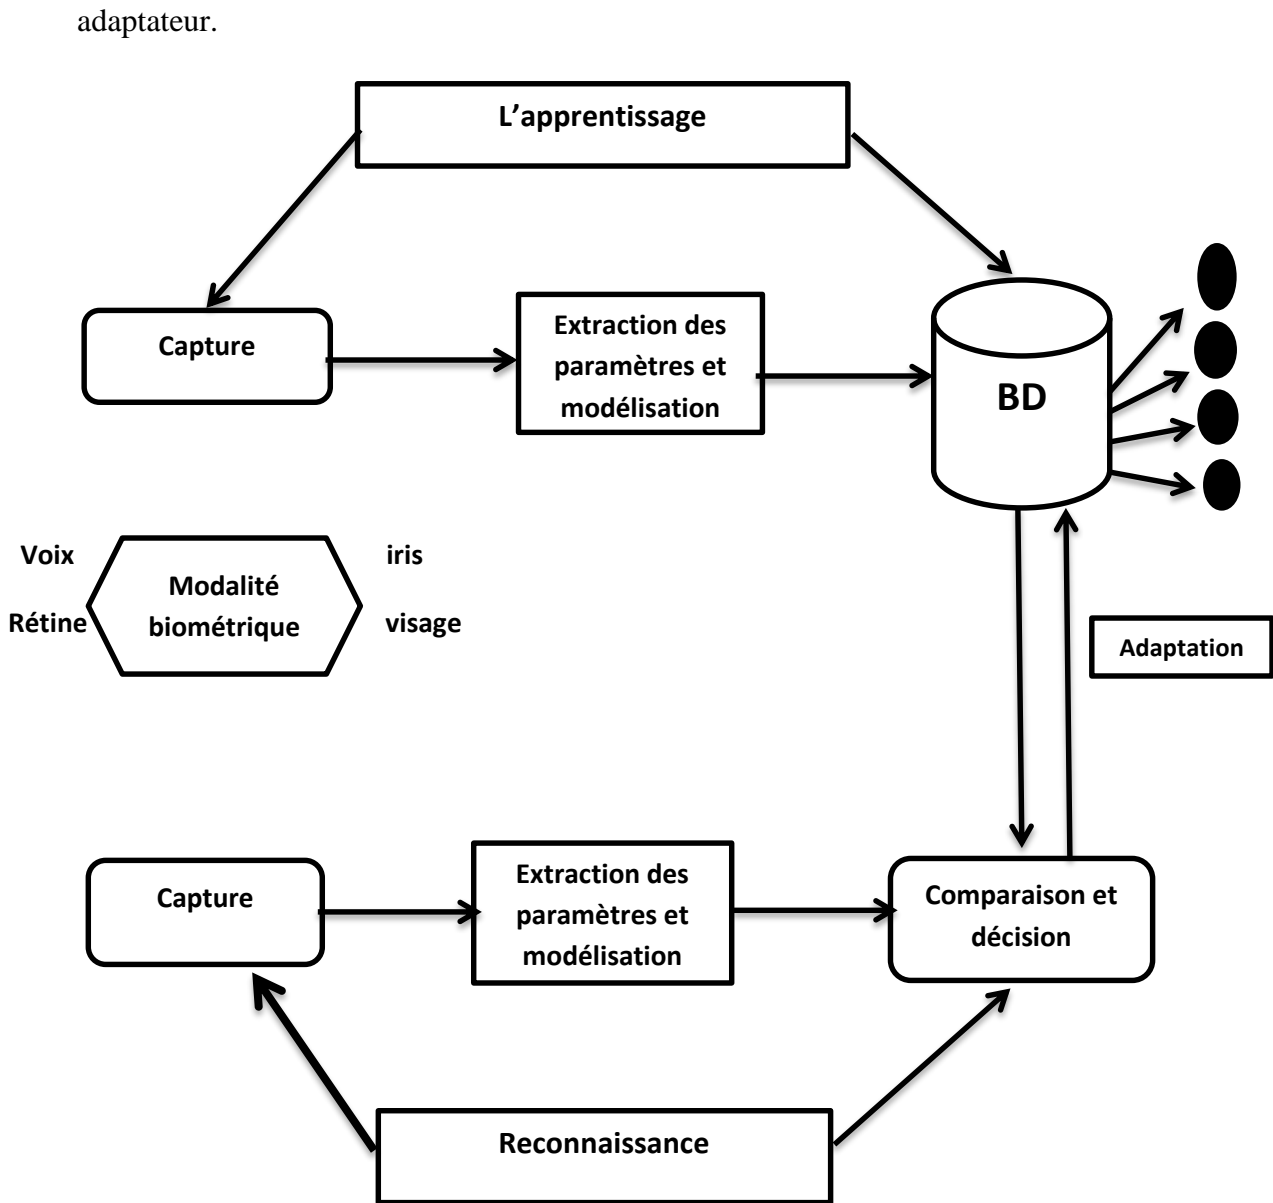 adaptateur.
L’apprentissage
Capture
Extraction des
paramètres et
modélisation
BD
Voix
iris
Modalité
biométrique
Rétine
visage
Adaptation
Capture
Extraction des
paramètres et
modélisation
Comparaison et
décision
Reconnaissance